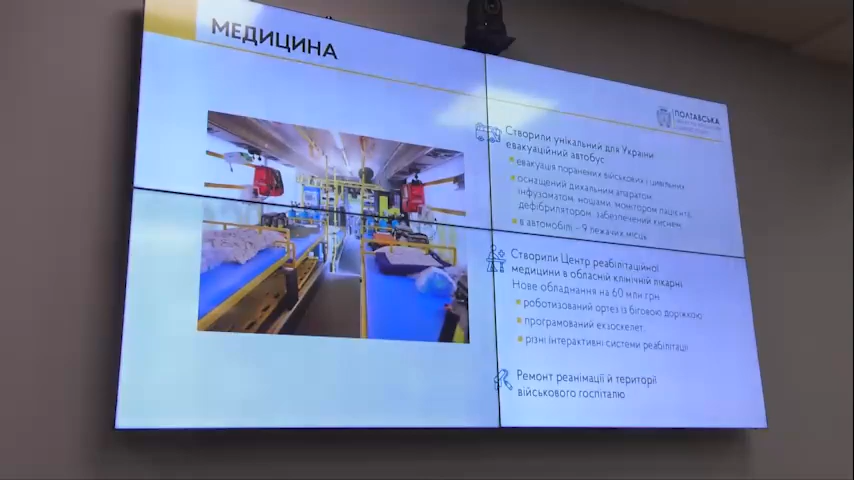 МЕДИЦИНА
ПОЛТАВСЬКА
Створили унікальний для України
евакуаційний автобус
евакуація поранених військових і цивільних
оснащений дихальним апаратом,
інфузоматом, ношами, монітором пацієнта,
дефібрилятором, забезпечений киснем
в автомобілі - 9 лежачих місць
Створили Центр реабілітаційної
медицини в обласній клінічній лікарні
Нове обладнання на 60 млн грн
роботизований ортез із біговою доріжкою
програмований екзоскелет
різні інтерактивні системи реабілітації
Ремонт реанімації й території
військового госпіталю